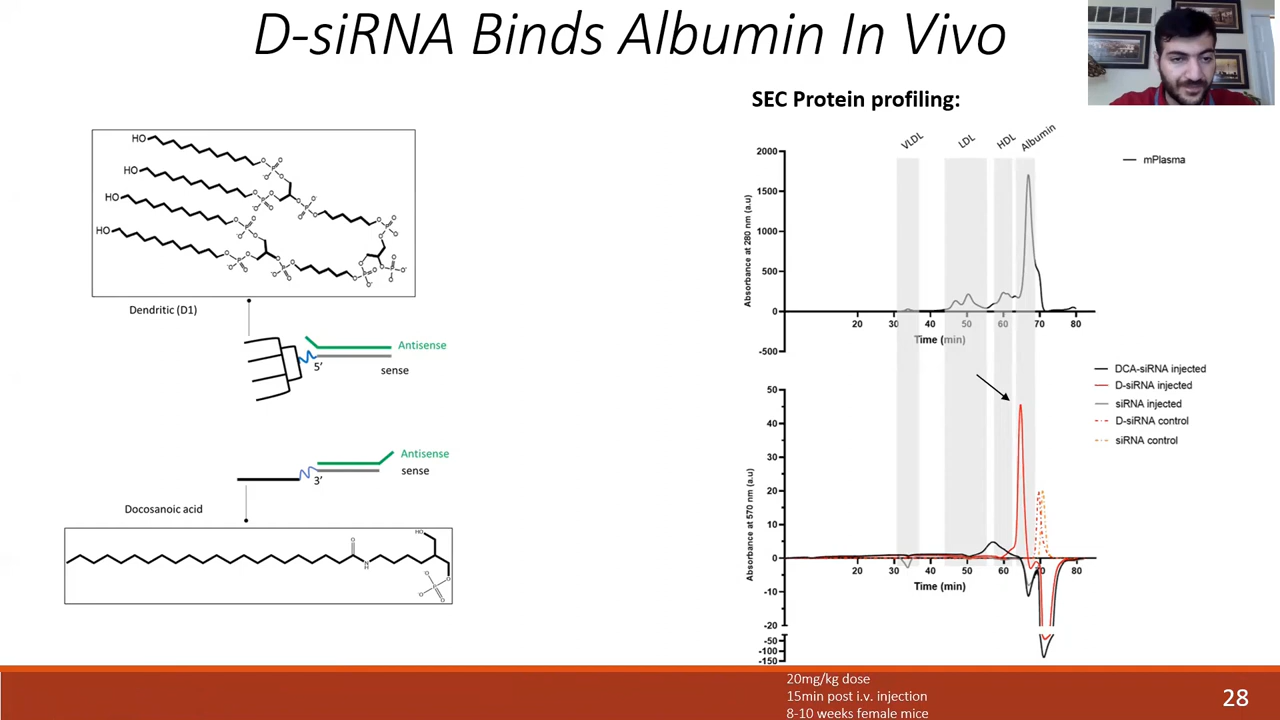 D-siRNA Binds Albumin In Vivo
SEC Protein profiling:
HO
HO
HO
HO
Dendritic (D1)
5'
Antisense
sense
3'
Antisense
sense
Docosanoic acid
HO
VLDL
LDL
HDL
Albumin
mPlasma
Absorbance at 280 nm (a.u)
2000
1500
1000
500
0
-500
20 30 40 50 60 70 80
Time (min)
DCA-siRNA injected
D-siRNA injected
siRNA injected
D-siRNA control
siRNA control
Absorbance at 570 nm (a.u)
50
40
30
20
10
0
-10
-20
-50
-100
-150
20 30 40 50 60 70 80
Time (min)
20mg/kg dose
15min post i.v. injection
8-10 weeks female mice
28